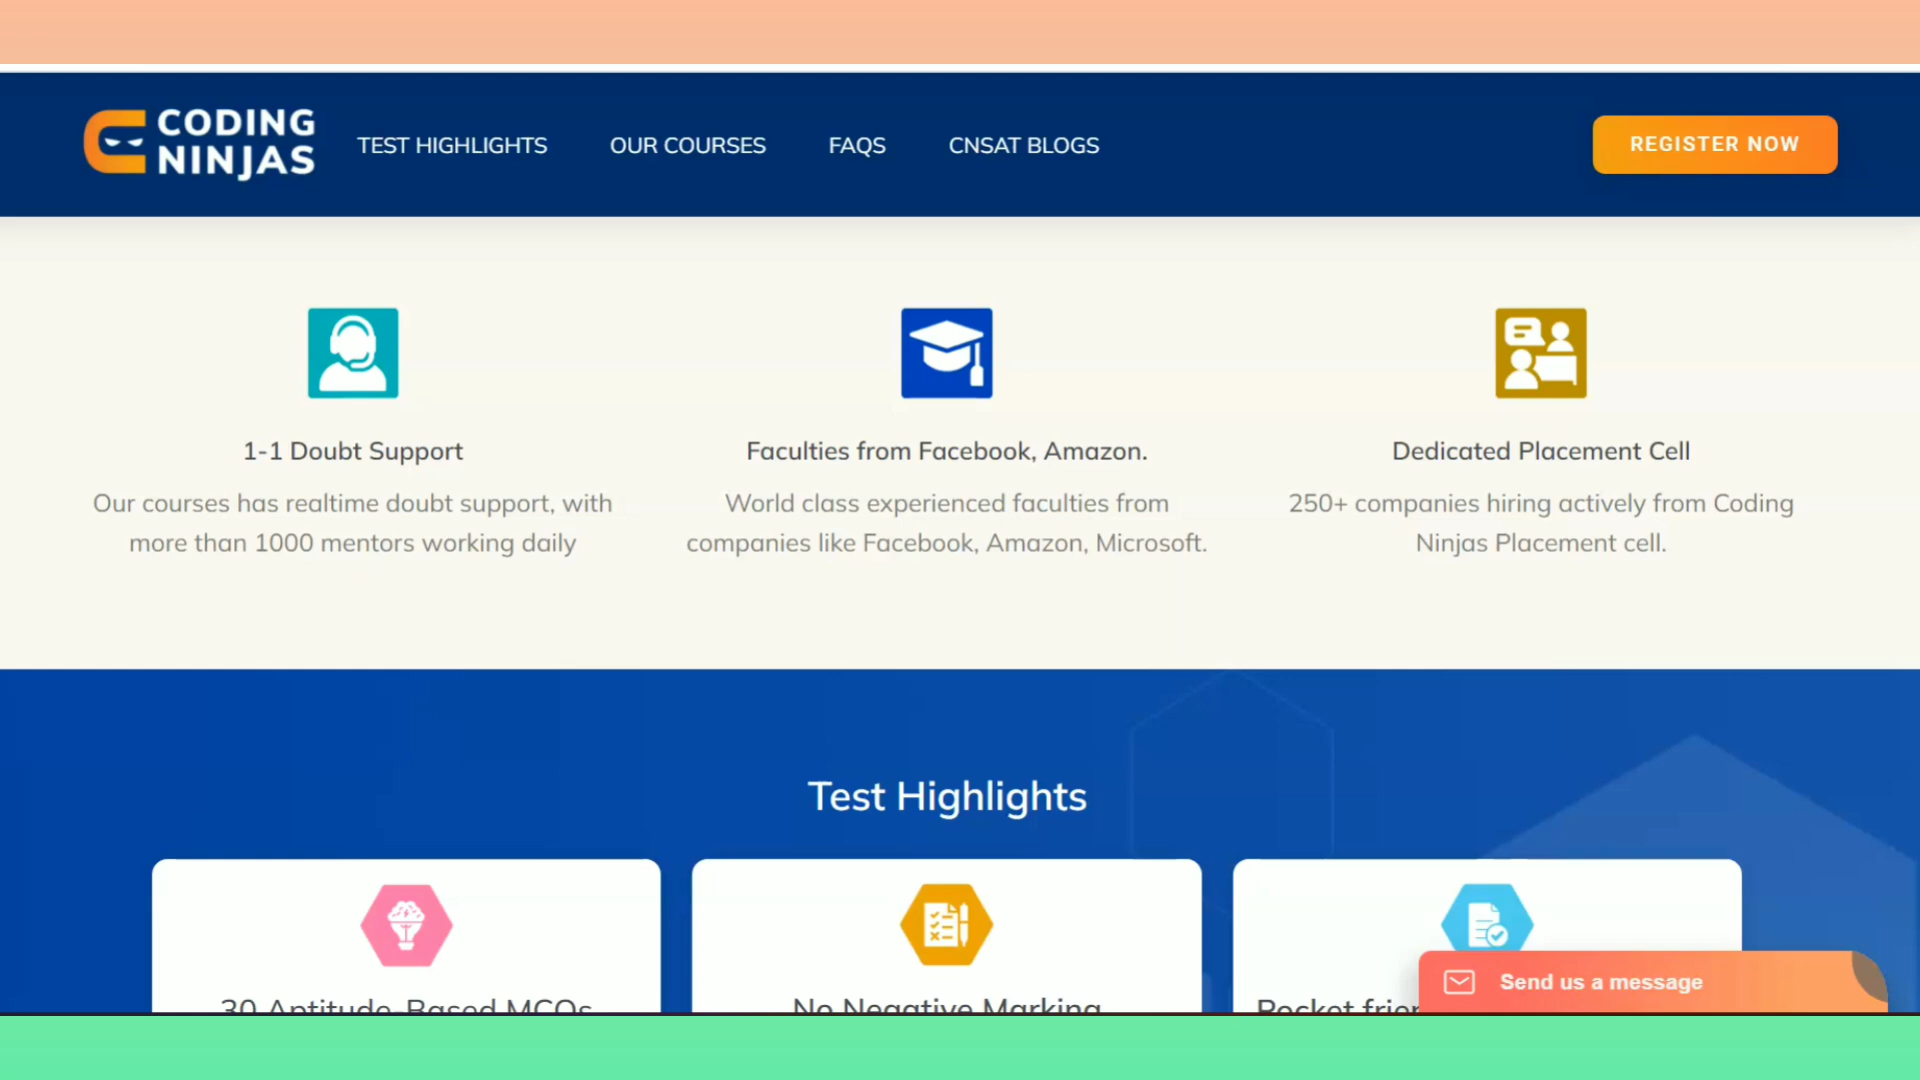 CODING
NINJAS
TEST HIGHLIGHTS
OUR COURSES
FAQS
CNSAT BLOGS
REGISTER NOW
1-1 Doubt Support
Our courses has realtime doubt support, with
more than 1000 mentors working daily
Faculties from Facebook, Amazon.
World class experienced faculties from
companies like Facebook, Amazon, Microsoft.
Dedicated Placement Cell
250+ companies hiring actively from Coding
Ninjas Placement cell.
Test Highlights
30 Aptitude-Based MCQs
No Negative Marking
Pocket
Send us a message